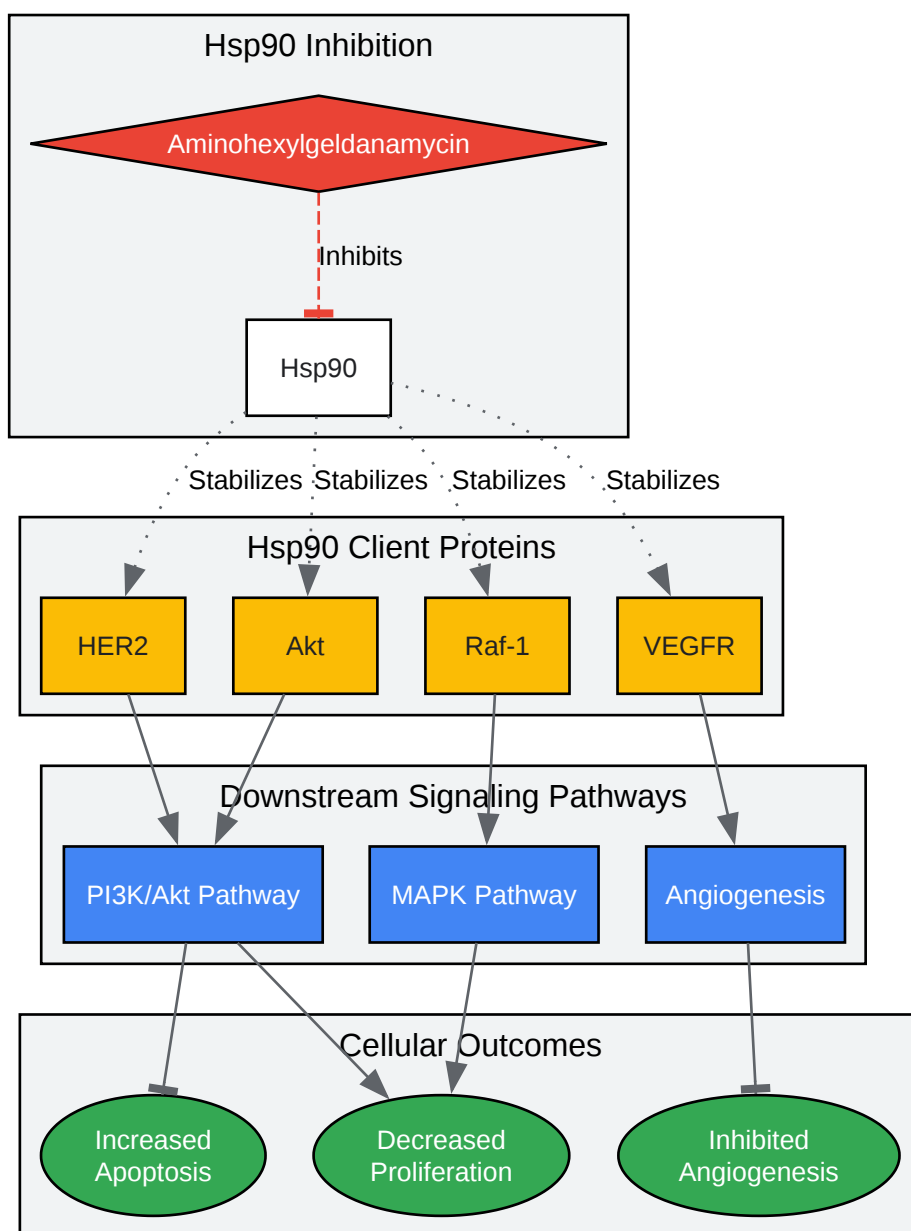 Hsp90 Inhibition
Aminohexylgeldanamycin
Inhibits
Hsp90
Stabilizes
Stabilizes
Stabilizes
Stabilizes
Hsp90 Client Proteins
HER2
Akt
Raf-1
VEGFR
Downstream Signaling Pathways
PI3K/Akt Pathway
MAPK Pathway
Angiogenesis
Cellular Outcomes
Increased
Apoptosis
Decreased
Proliferation
Inhibited
Angiogenesis